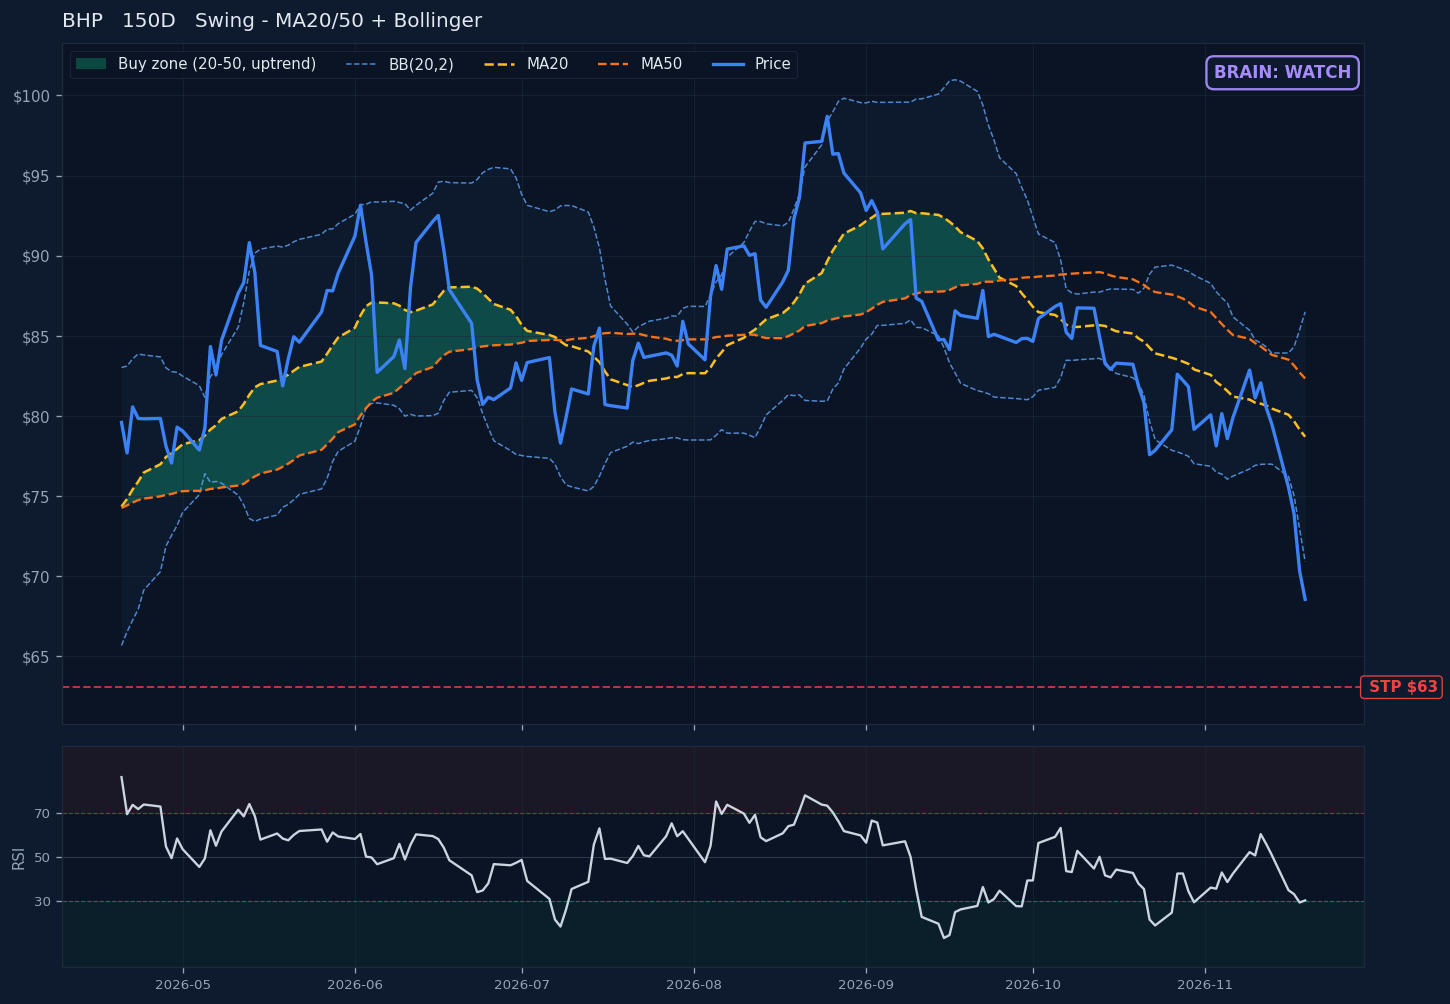 BHP   150D   Swing - MA20/50 + Bollinger
Buy zone (20-50, uptrend)   BB(20,2)   MA20   MA50   Price
BRAIN: WATCH
$100
$95
$90
$85
$80
$75
$70
$65
STP $63
70
50
30
RSI
2026-05   2026-06   2026-07   2026-08   2026-09   2026-10   2026-11